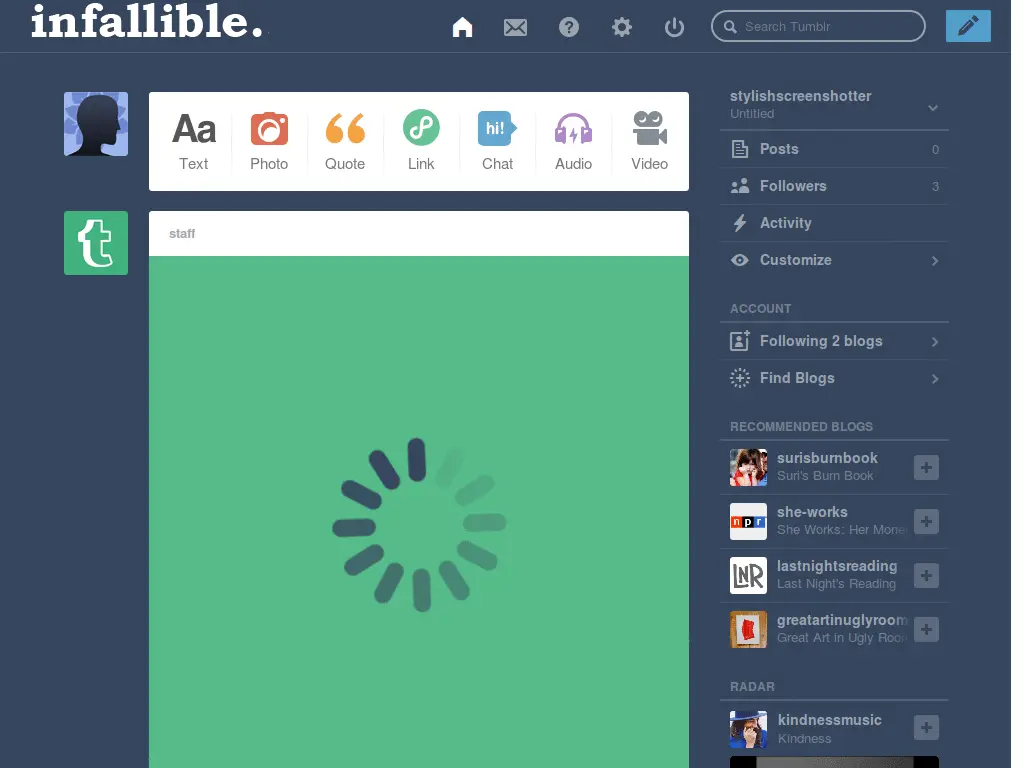 infallible.
Search Tumblr
stylishscreenshotter
Untitled
Aa
hi!
Text
Photo
Quote
Link
Chat
Audio
Video
Posts 0
Followers 3
Activity
Customize
t
staff
ACCOUNT
Following 2 blogs
Find Blogs
RECOMMENDED BLOGS
surisburnbook
Suri's Burn Book
npr
she-works
She Works: Her Mone
LNR
lastnightsreading
Last Night's Reading
greatartinuglyroom
Great Art in Ugly Roo
RADAR
kindnessmusic
Kindness